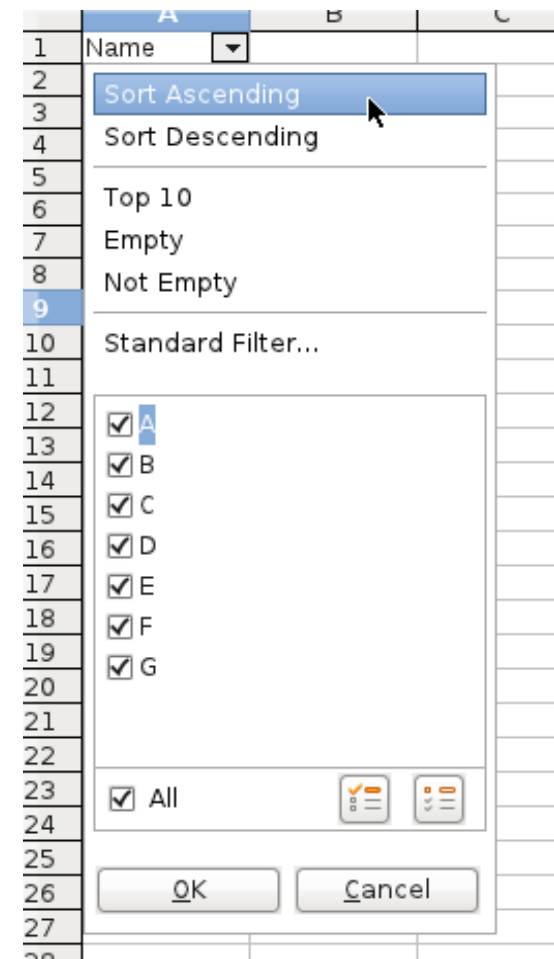 A B C
1 Name
2
Sort Ascending
3
4 Sort Descending
5
6 Top 10
7 Empty
8 Not Empty
9
10 Standard Filter...
11
12 A
13 B
14
15 C
16 D
17 E
18 F
19 G
20
21
22
23 All
24
25
26 OK Cancel
27
28